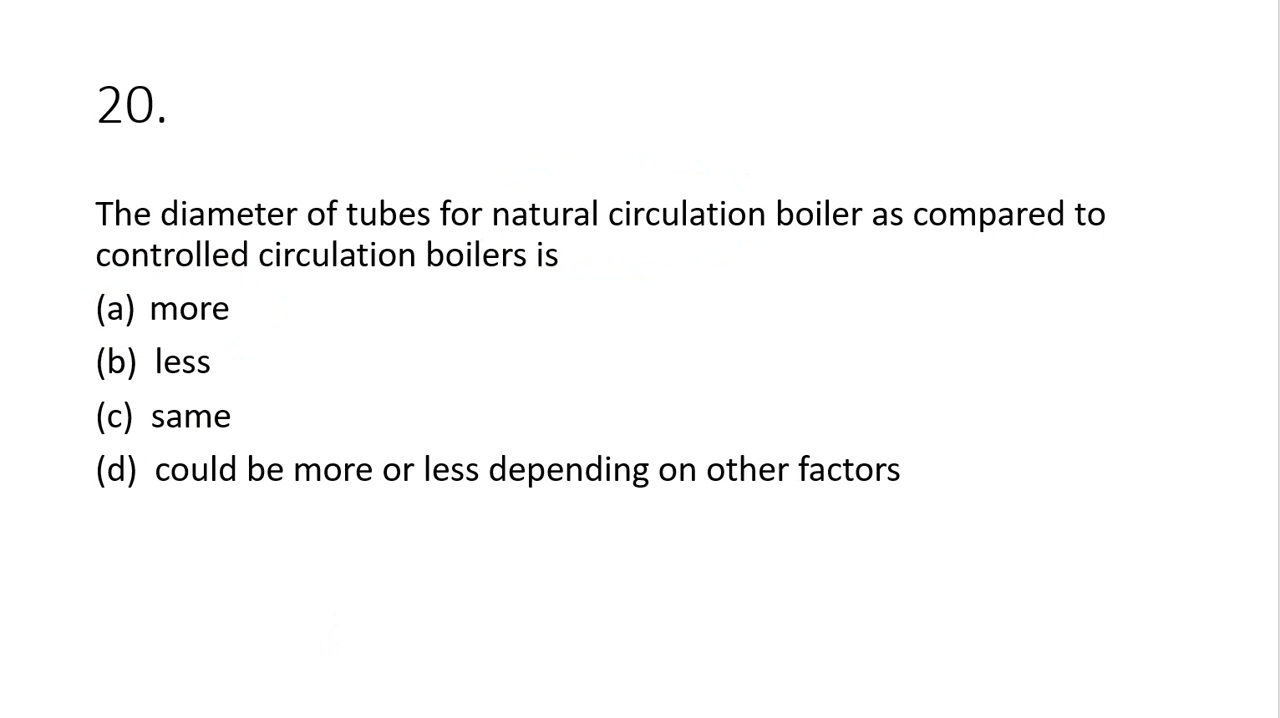 20.
The diameter of tubes for natural circulation boiler as compared to
controlled circulation boilers is
(a) more
(b) less
(c) same
(d) could be more or less depending on other factors